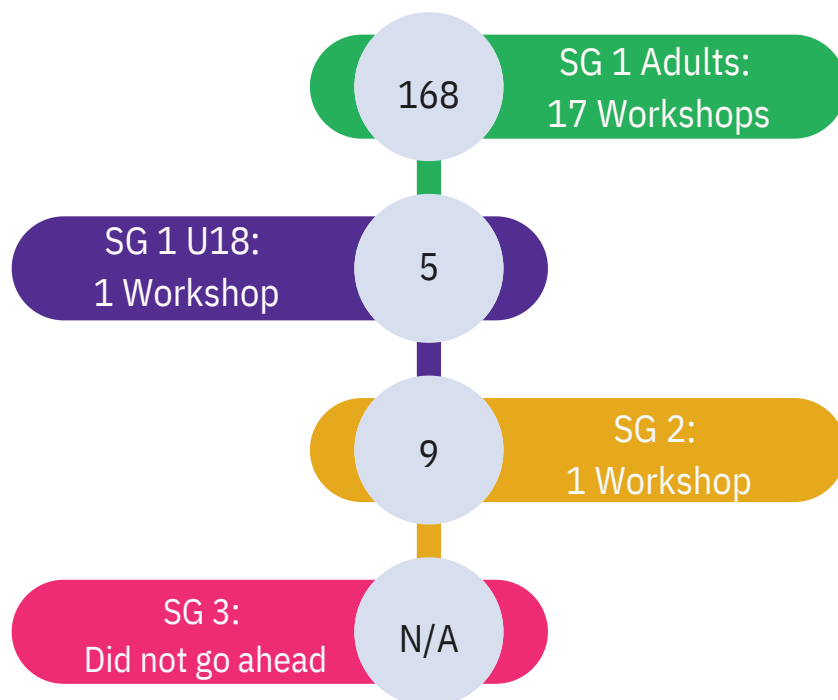 168
SG 1 Adults:
17 Workshops
SG 1 U18:
1 Workshop
5
9
SG 2:
1 Workshop
SG 3:
Did not go ahead
N/A